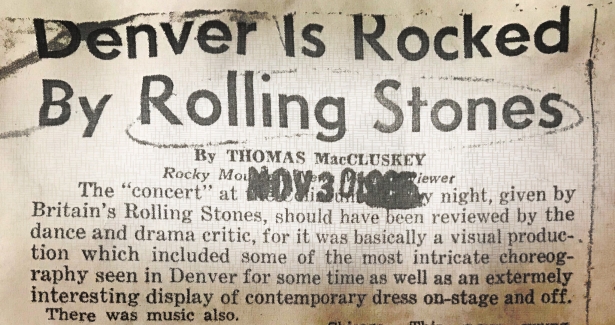 Denver Is Rocked
By Rolling Stones
By THOMAS MacCLUSKEY
Rocky
NOV 30
The "concert" at night, given by
Britain's Rolling Stones, should have been reviewed by the
dance and drama critic, for it was basically a visual produc-
tion which included some of the most intricate choreog-
raphy seen in Denver for some time as well as an extermely
interesting display of contemporary dress on-stage and off.
There was music also.